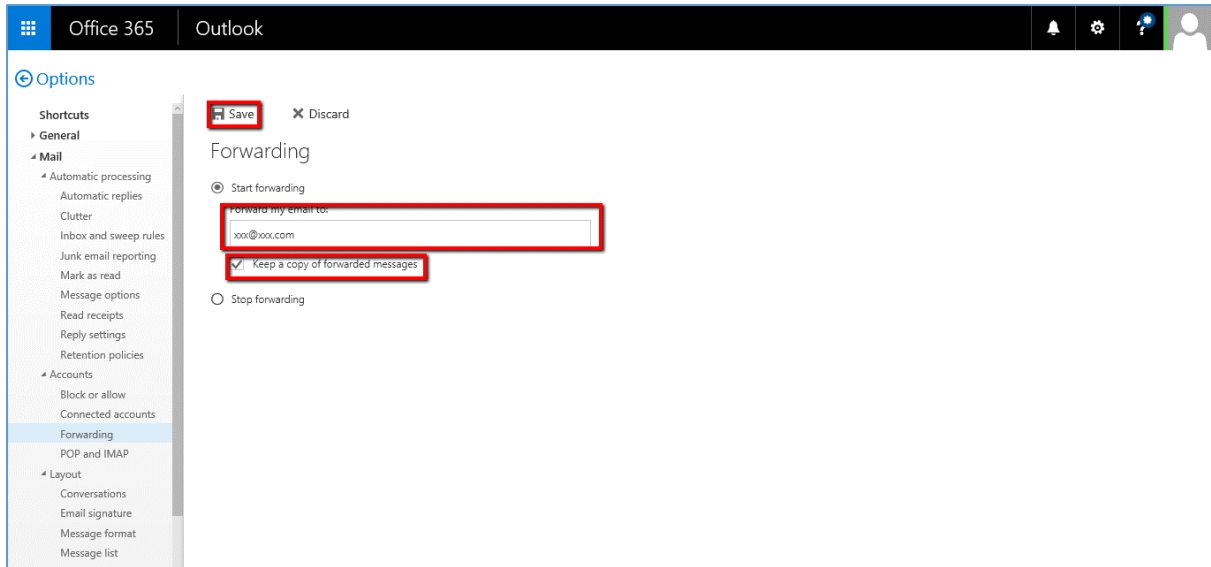 Office 365
Outlook
Options
Shortcuts
General
Mail
Automatic processing
Automatic replies
Clutter
Inbox and sweep rules
Junk email reporting
Mark as read
Message options
Read receipts
Reply settings
Retention policies
Accounts
Block or allow
Connected accounts
Forwarding
POP and IMAP
Layout
Conversations
Email signature
Message format
Message list
Save
Discard
Forwarding
Start forwarding
Forward my email to:
xxx@xxx.com
Keep a copy of forwarded messages
Stop forwarding